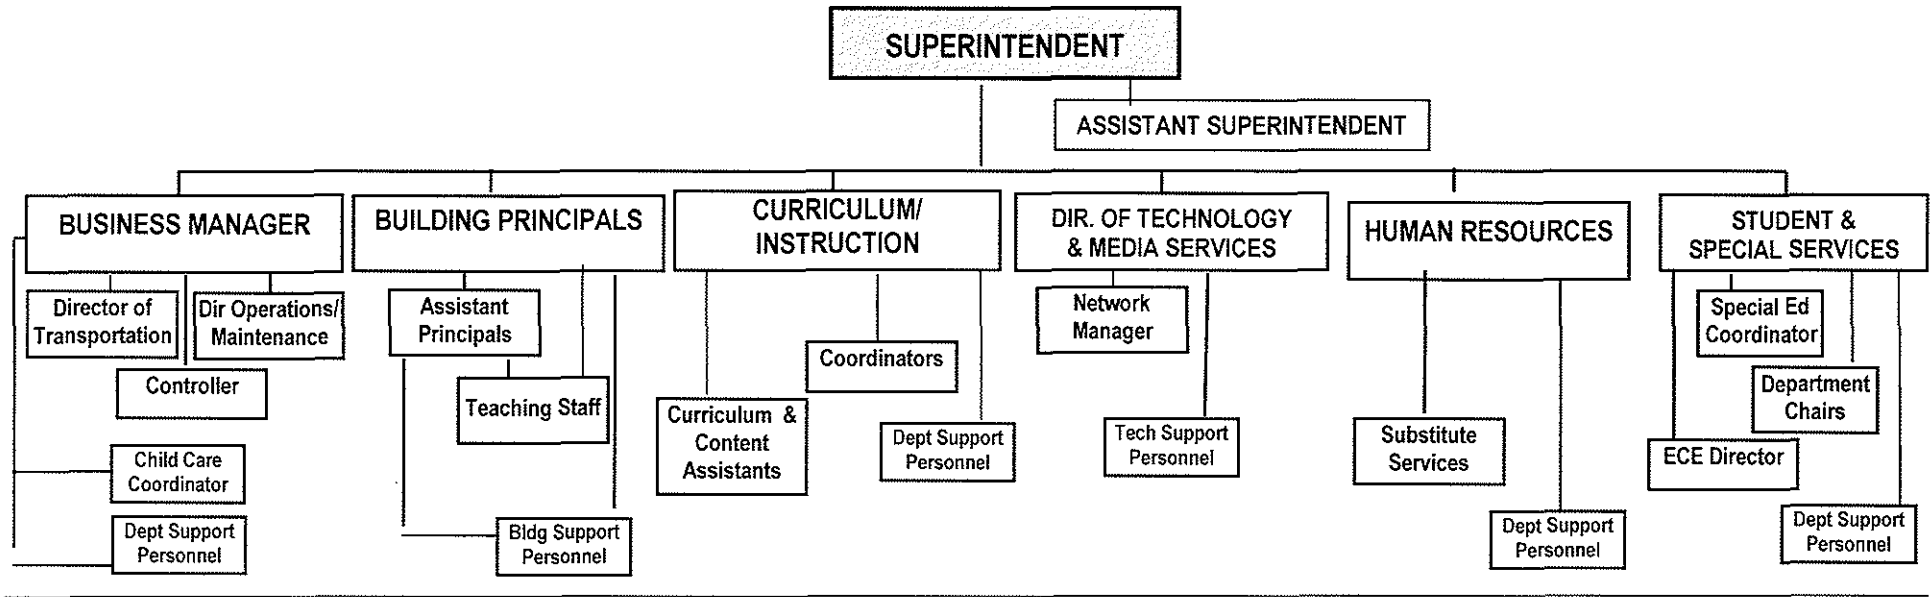 SUPERINTENDENT
ASSISTANT SUPERINTENDENT
BUSINESS MANAGER
Director of
Transportation
Dir Operations/
Maintenance
Controller
Child Care
Coordinator
Dept Support
Personnel
BUILDING PRINCIPALS
Assistant
Principals
Teaching Staff
Bldg Support
Personnel
CURRICULUM/
INSTRUCTION
Coordinators
Curriculum &
Content
Assistants
Dept Support
Personnel
DIR. OF TECHNOLOGY
& MEDIA SERVICES
Network
Manager
Tech Support
Personnel
HUMAN RESOURCES
Substitute
Services
Dept Support
Personnel
STUDENT &
SPECIAL SERVICES
Special Ed
Coordinator
Department
Chairs
ECE Director
Dept Support
Personnel